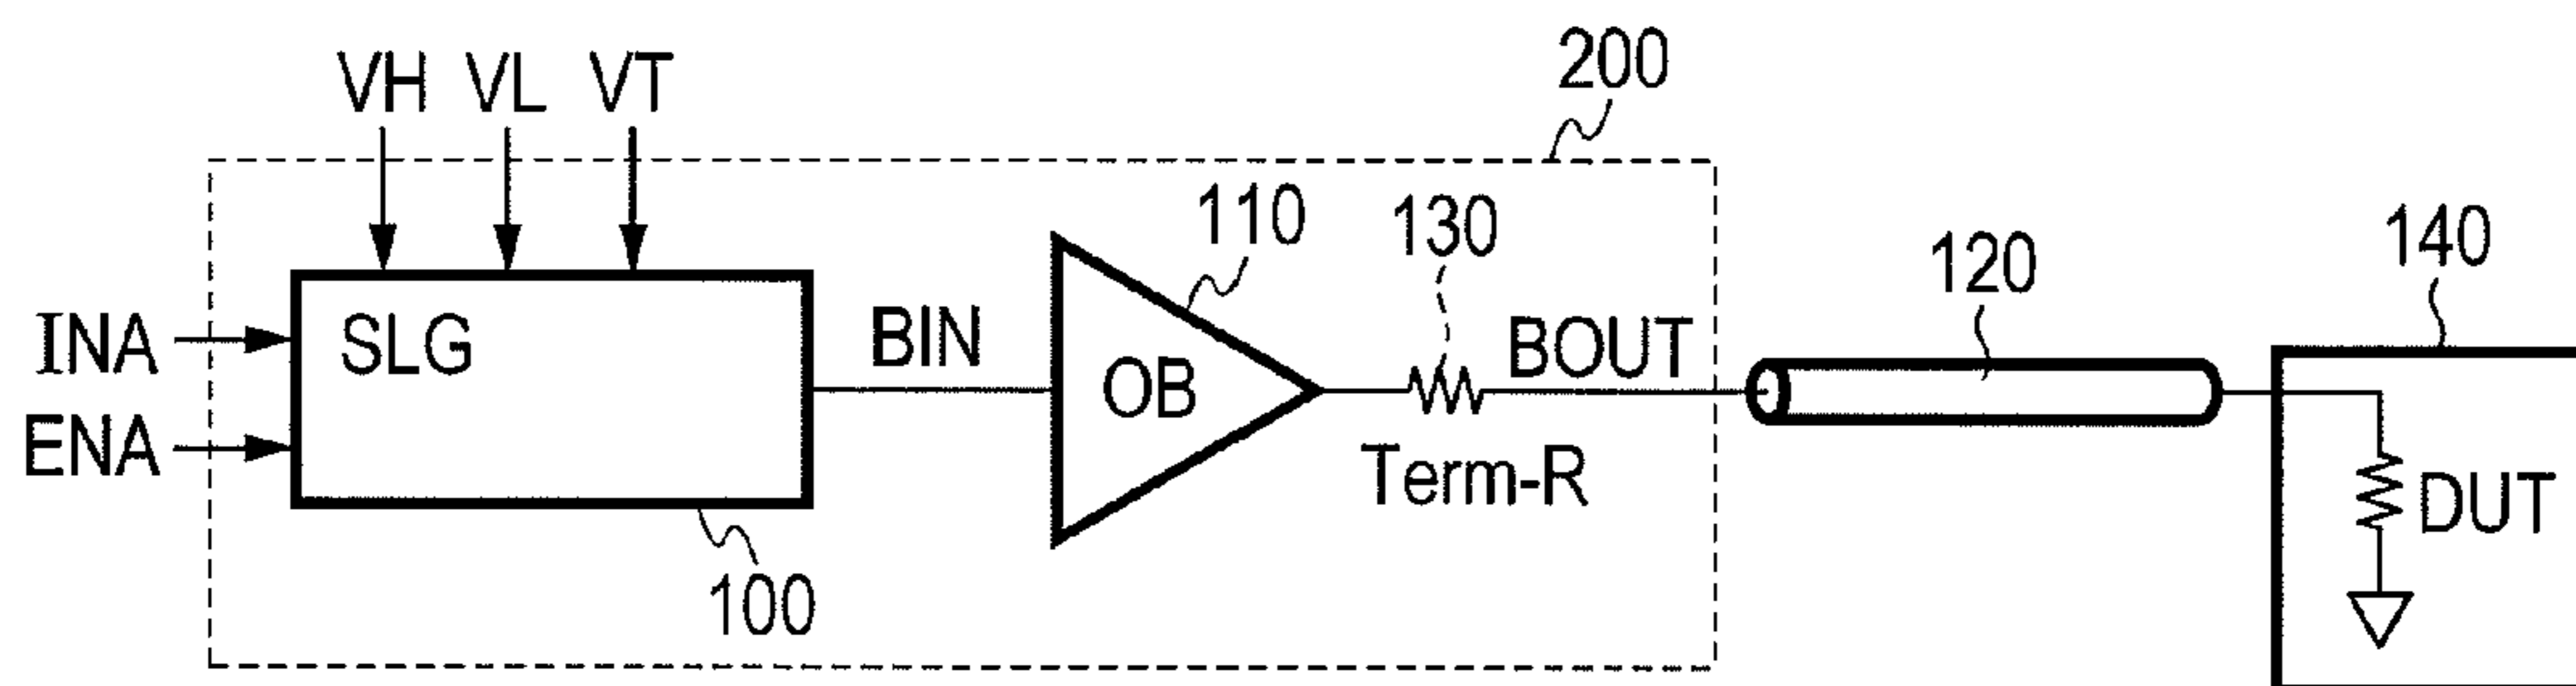 200
VH VL VT
110
130
120
140
INA
SLG
BIN
BOUT
OB
ENA
Term-R
DUT
100